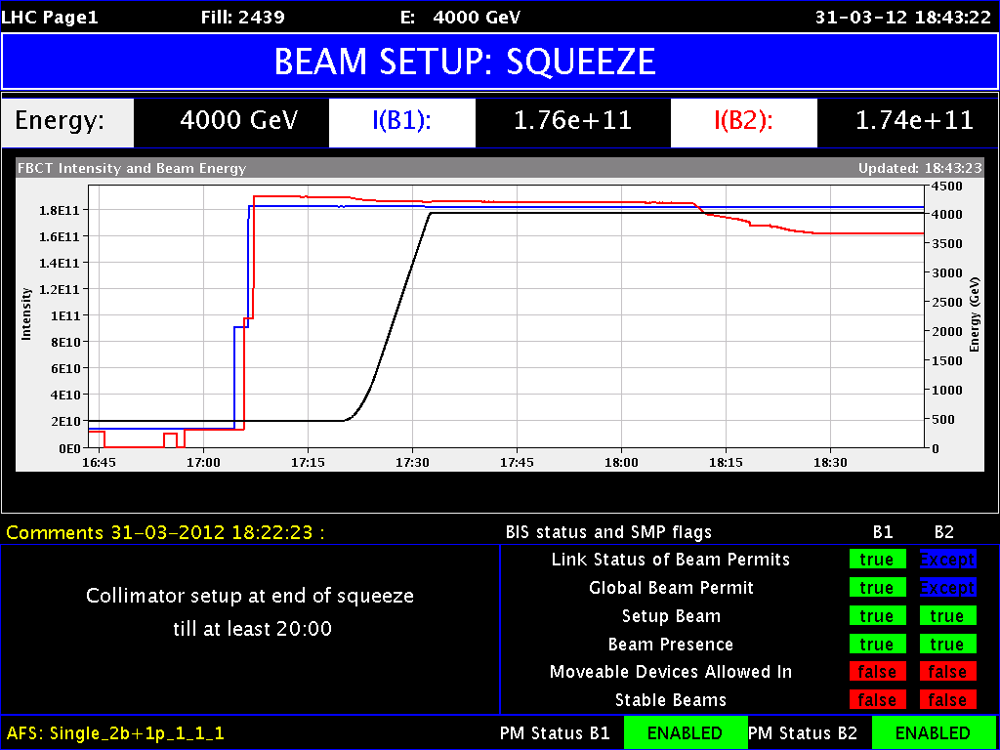 LHC Page1 Fill: 2439 E: 4000 GeV 31-03-12 18:43:22
BEAM SETUP: SQUEEZE
Energy: 4000 GeV I(B1): 1.76e+11 I(B2): 1.74e+11
FBCT Intensity and Beam Energy Updated: 18:43:23
Intensity
1.8E11
1.6E11
1.4E11
1.2E11
1E11
8E10
6E10
4E10
2E10
0E0
4500
4000
3500
3000
2500
2000
1500
1000
500
0
Energy (GeV)
16:45 17:00 17:15 17:30 17:45 18:00 18:15 18:30
Comments 31-03-2012 18:22:23 :
Collimator setup at end of squeeze
till at least 20:00
BIS status and SMP flags B1 B2
Link Status of Beam Permits true Except
Global Beam Permit true Except
Setup Beam true true
Beam Presence true true
Moveable Devices Allowed In false false
Stable Beams false false
AFS: Single_2b+1p_1_1_1 PM Status B1 ENABLED PM Status B2 ENABLED